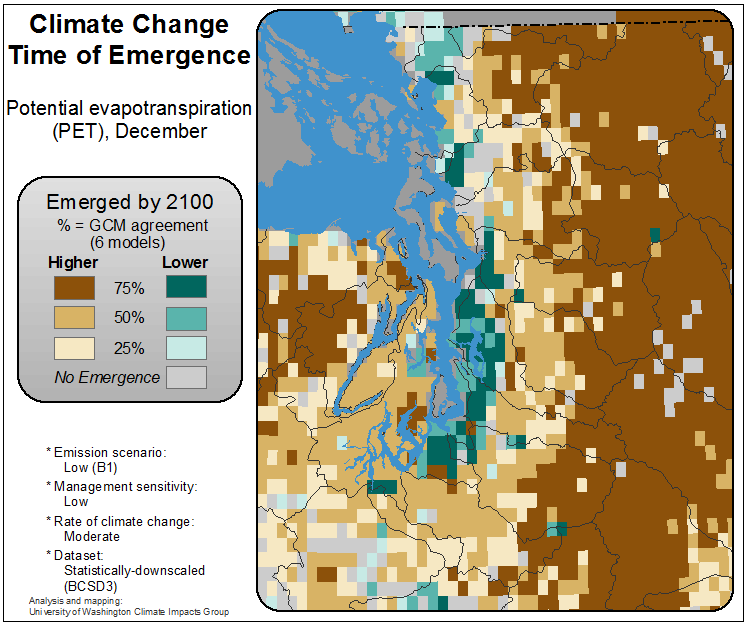 Climate Change
Time of Emergence
Potential evapotranspiration
(PET), December
Emerged by 2100
% = GCM agreement
(6 models)
Higher Lower
75%
50%
25%
No Emergence
* Emission scenario:
Low (B1)
* Management sensitivity:
Low
* Rate of climate change:
Moderate
* Dataset:
Statistically-downscaled
(BCSD3)
Analysis and mapping:
University of Washington Climate Impacts Group